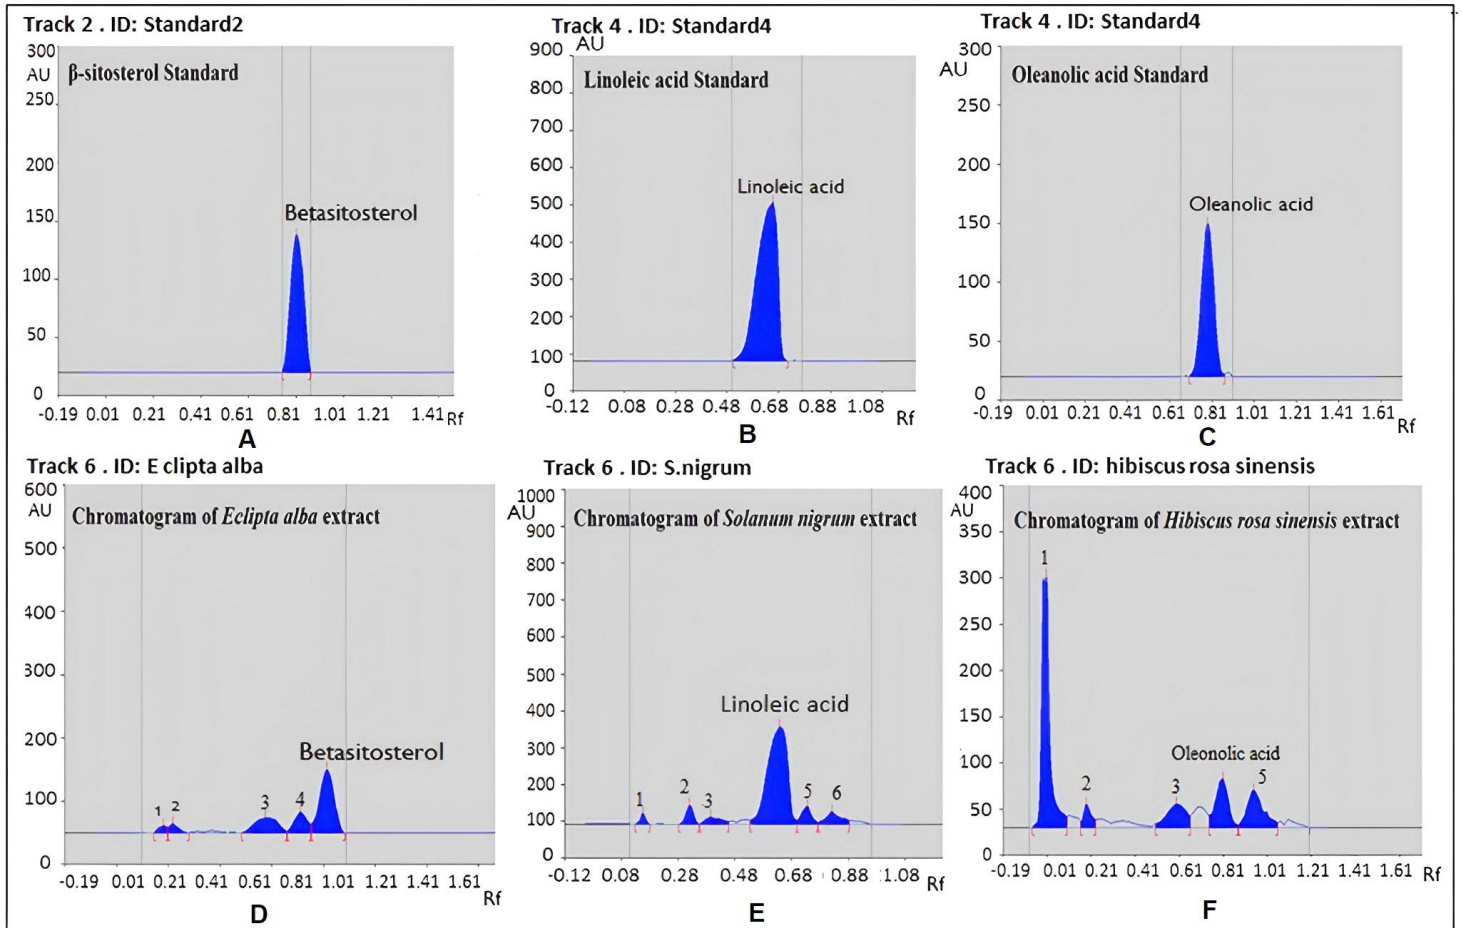 Track 2 . ID: Standard2
300
AU
β-sitosterol Standard
250
200
150
Betasitosterol
100
50
0
-0.19 0.01 0.21 0.41 0.61 0.81 1.01 1.21 1.41 Rf
A
Track 4 . ID: Standard4
900 AU
Linoleic acid Standard
800
700
600
Linoleic acid
500
400
300
200
100
0
-0.12 0.08 0.28 0.48 0.68 0.88 1.08 Rf
B
Track 4 . ID: Standard4
300
AU
Oleanolic acid Standard
250
200
Oleanolic acid
150
100
50
0
-0.19 0.01 0.21 0.41 0.61 0.81 1.01 1.21 1.41 1.61 Rf
C
Track 6 . ID: E clipta alba
600
AU
Chromatogram of Eclipta alba extract
500
400
300
200
Betasitosterol
100
1 2 3 4
0
-0.19 0.01 0.21 0.41 0.61 0.81 1.01 1.21 1.41 1.61 Rf
D
Track 6 . ID: S.nigrum
1000
AU
Chromatogram of Solanum nigrum extract
900
800
700
600
500
400
Linoleic acid
300
200
1 2 3 5 6
100
0
-0.12 0.08 0.28 0.48 0.68 0.88 1.08 Rf
E
Track 6 . ID: hibiscus rosa sinensis
400
AU
Chromatogram of Hibiscus rosa sinensis extract
350
1
300
250
200
150
100
Oleonolic acid
2 3 5
50
0
-0.19 0.01 0.21 0.41 0.61 0.81 1.01 1.21 1.41 1.61 Rf
F